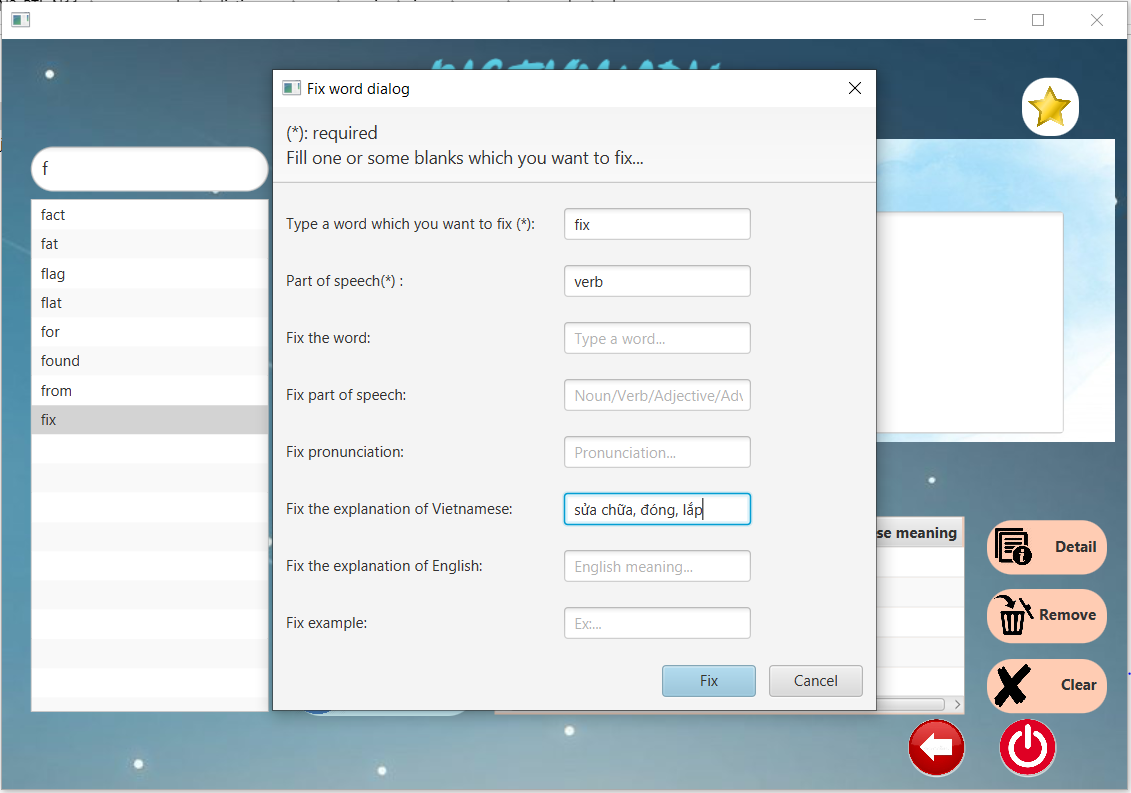 Fix word dialog
(*): required
Fill one or some blanks which you want to fix...
f
fact
fat
flag
flat
for
found
from
fix
Type a word which you want to fix (*):
fix
Part of speech(*) :
verb
Fix the word:
Type a word...
Fix part of speech:
Noun/Verb/Adjective/Adv
Fix pronunciation:
Pronunciation...
Fix the explanation of Vietnamese:
sửa chữa, đóng, lắp
Fix the explanation of English:
English meaning...
Fix example:
Ex:...
Fix
Cancel
se meaning
Detail
Remove
Clear